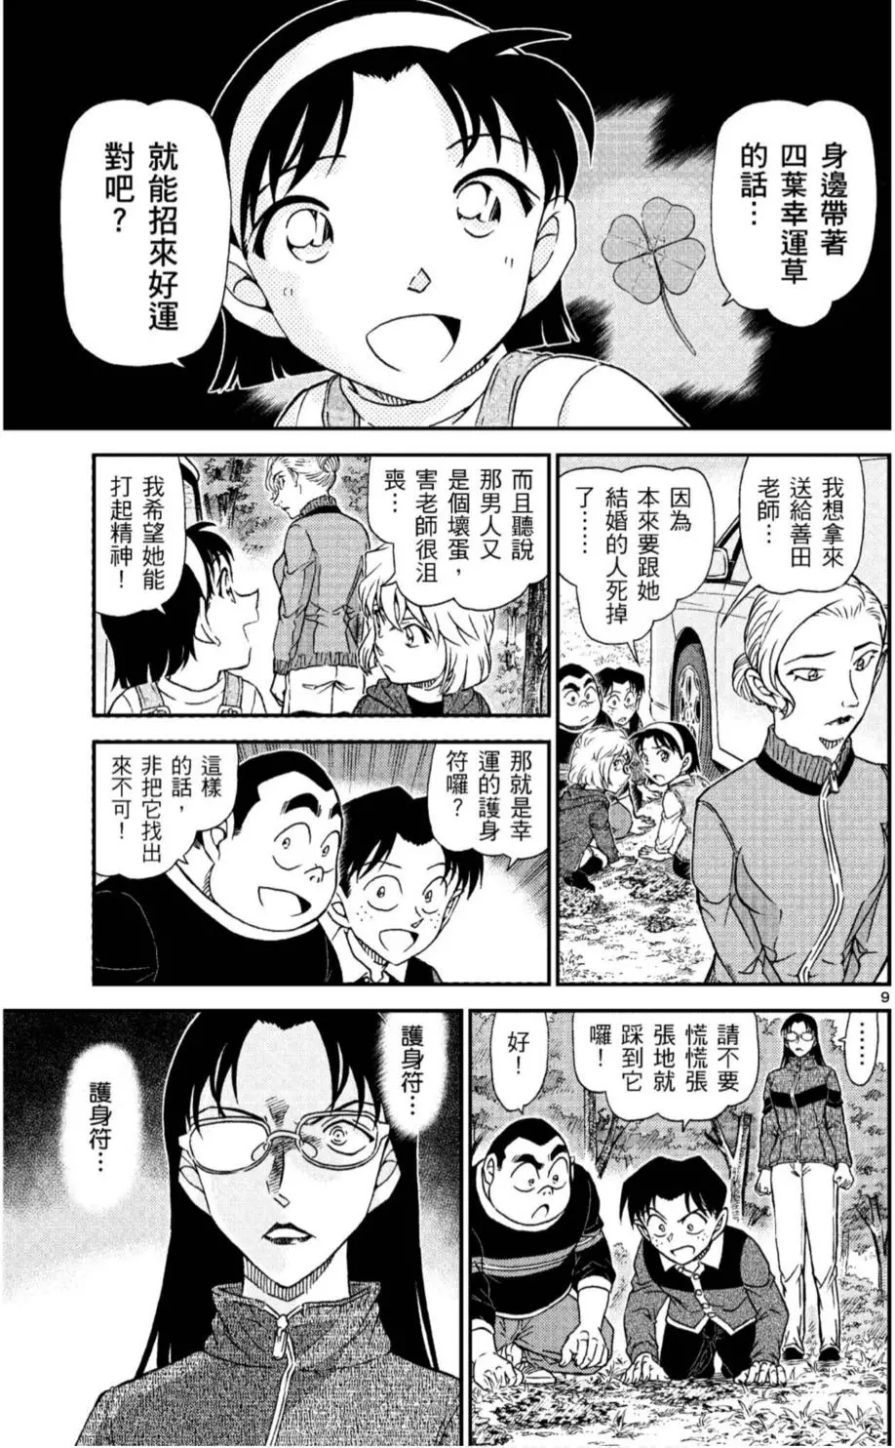 身邊帶著
四葉幸運草
的話…
就能招來好運
對吧？
我想拿來
送給善田
老師…
因為
本來要跟她
結婚的人死掉
了……
而且聽說
那男人又
是個壞蛋，
害老師很沮
喪…
我希望她能
打起精神！
那就是幸
運的護身
符囉？
這樣
的話，
非把它找出
來不可！
9
……
請不要
慌慌張
張地就
踩到它
囉！
好！
護身符…
護身符…